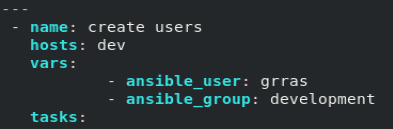 ---
- name: create users
hosts: dev
vars:
- ansible_user: grras
- ansible_group: development
tasks: